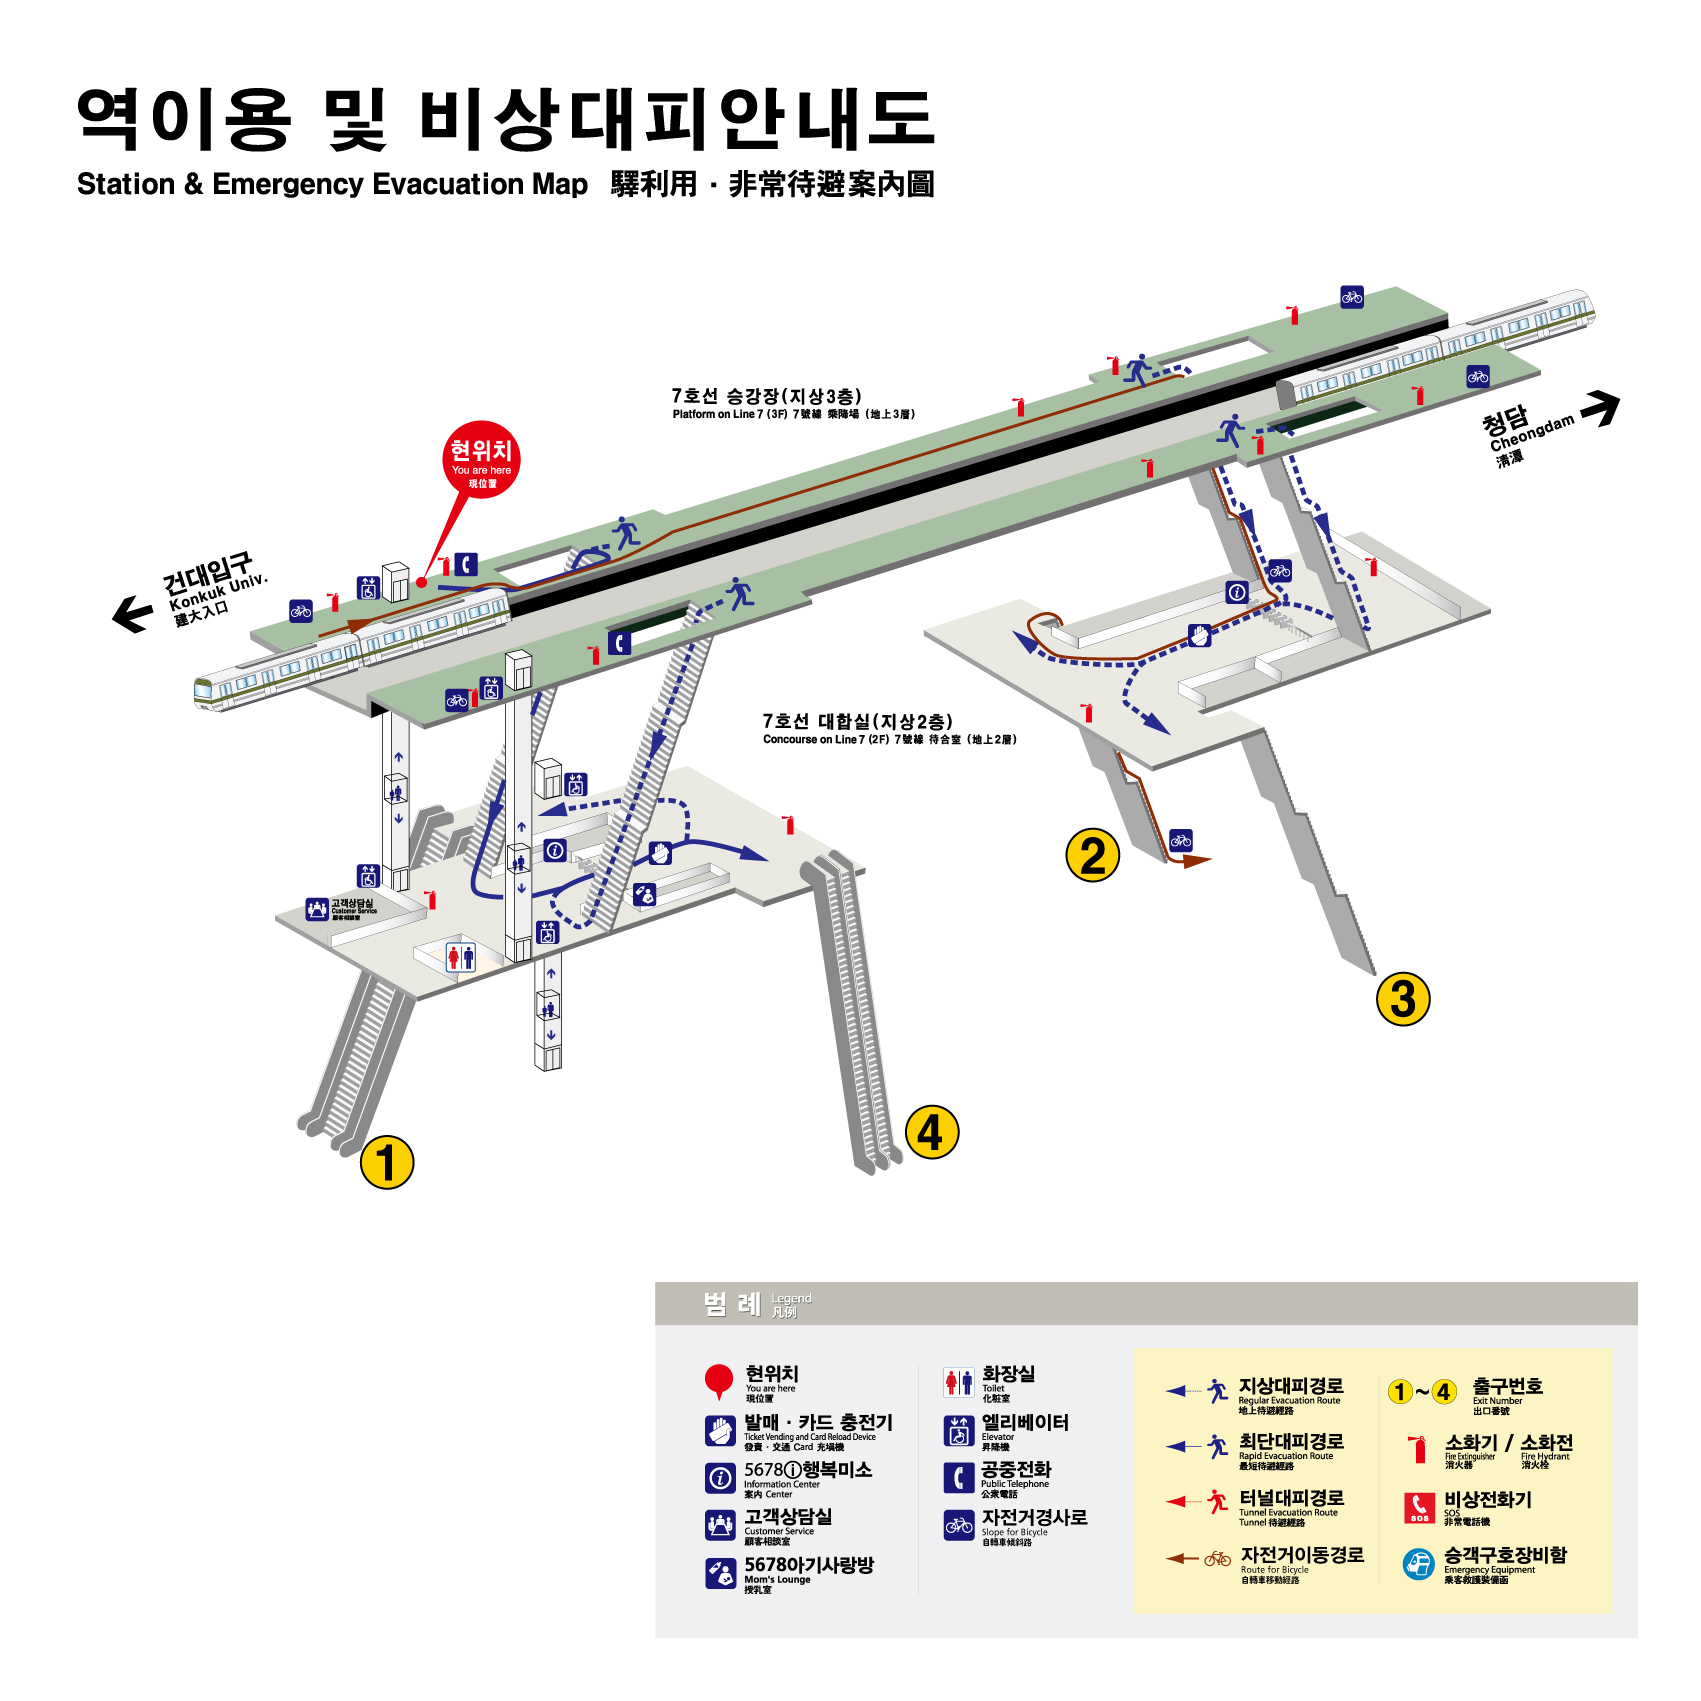 역이용 및 비상대피안내도
Station & Emergency Evacuation Map 驛利用 · 非常待避案內圖
7호선 승강장(지상3층)
Platform on Line 7 (3F) 7號線 乘降場 (地上3層)
현위치
You are here
現位置
청담
Cheongdam
淸潭
건대입구
Konkuk Univ.
建大入口
7호선 대합실(지상2층)
Concourse on Line 7 (2F) 7號線 待合室 (地上2層)
고객상담실
Customer Service
顧客相談室
2
3
1
4
범 례 Legend
凡例
현위치
You are here
現位置
발매 · 카드 충전기
Ticket Vending and Card Reload Device
發賣 · 交通 Card 充塡機
5678ⓘ행복미소
Information Center
案内 Center
고객상담실
Customer Service
顧客相談室
5678아기사랑방
Mom's Lounge
授乳室
화장실
Toilet
化粧室
엘리베이터
Elevator
昇降機
공중전화
Public Telephone
公衆電話
자전거경사로
Slope for Bicycle
自轉車傾斜路
지상대피경로
Regular Evacuation Route
地上待避經路
최단대피경로
Rapid Evacuation Route
最短待避經路
터널대피경로
Tunnel Evacuation Route
Tunnel 待避經路
자전거이동경로
Route for Bicycle
自轉車移動經路
1~4 출구번호
Exit Number
出口番號
소화기 / 소화전
Fire Extinguisher Fire Hydrant
消火器 消火栓
비상전화기
SOS
SOS
非常電話機
승객구호장비함
Emergency Equipment
乘客救護裝備函